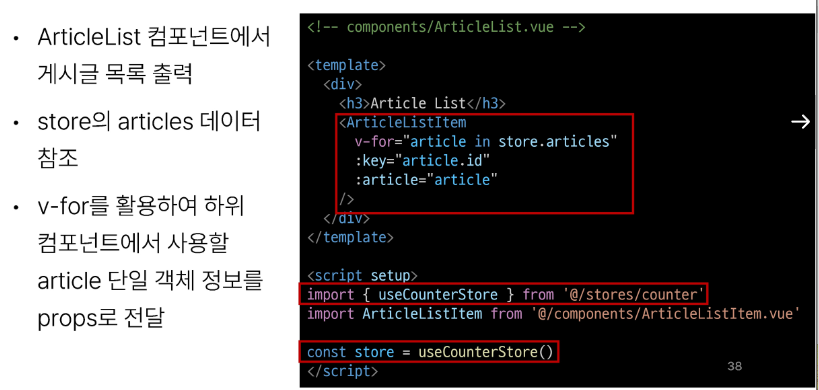 • ArticleList 컴포넌트에서
게시글 목록 출력
• store의 articles 데이터
참조
• v-for를 활용하여 하위
컴포넌트에서 사용할
article 단일 객체 정보를
props로 전달
<!-- components/ArticleList.vue -->
<template>
<div>
<h3>Article List</h3>
<ArticleListItem
v-for="article in store.articles"
:key="article.id"
:article="article"
/>
</div>
</template>
<script setup>
import { useCounterStore } from '@/stores/counter'
import ArticleListItem from '@/components/ArticleListItem.vue'
const store = useCounterStore()
</script>
38
→